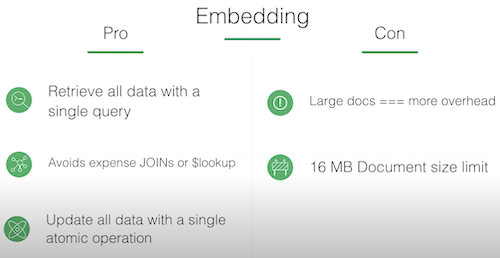 Embedding
Pro
Retrieve all data with a
single query
Avoids expense JOINs or $lookup
Update all data with a single
atomic operation
Con
Large docs === more overhead
16 MB Document size limit